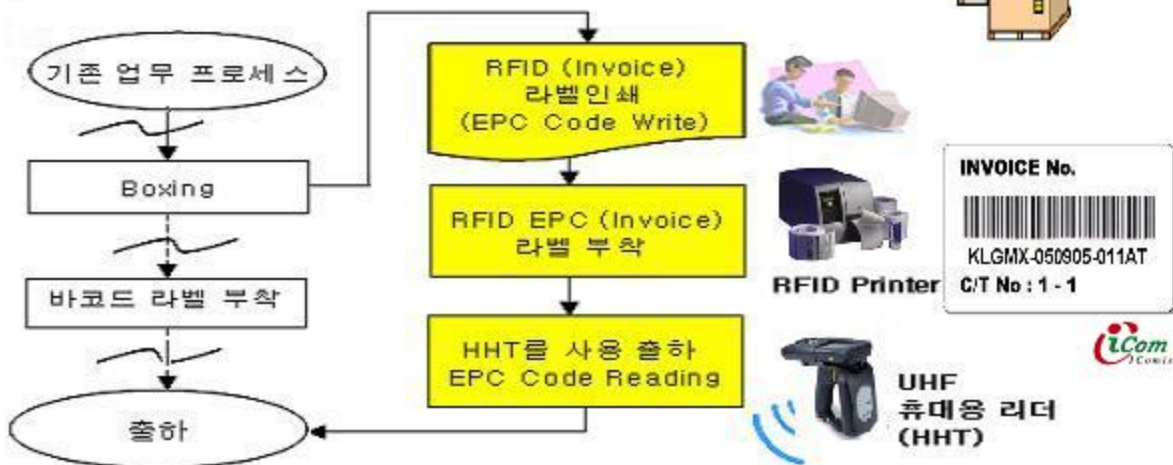 기존 업무 프로세스
Boxing
바코드 라벨 부착
출하
RFID (Invoice)
라벨인쇄
(EPC Code Write)
RFID EPC (Invoice)
라벨 부착
HHT를 사용 출하
EPC Code Reading
RFID Printer
INVOICE No.
KLGMX-050905-011AT
C/T No : 1 - 1
iCom
UHF
휴대용 리더
(HHT)